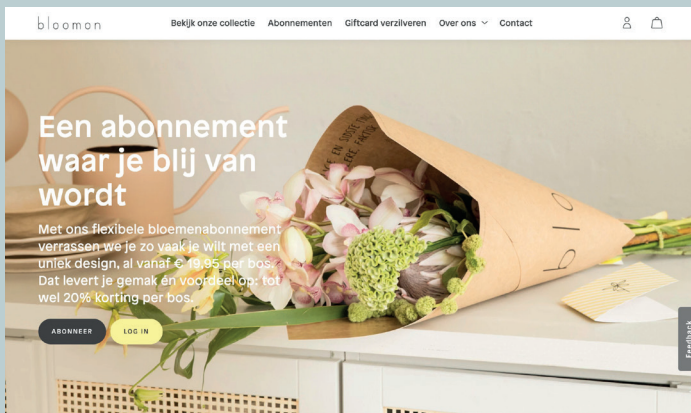 bloomon
Bekijk onze collectie Abonnementen Giftcard verzilveren Over ons Contact
Een abonnement
waar je blij van
wordt
Met ons flexibele bloemenabonnement
verrassen we je zo vaak je wilt met een
uniek design, al vanaf € 19,95 per bos.
Dat levert je gemak én voordeel op: tot
wel 20% korting per bos.
ABONNEER LOG IN
blo
Feedback